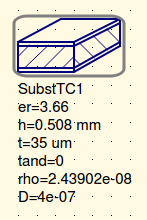 SubstTC1
er=3.66
h=0.508 mm
t=35 um
tand=0
rho=2.43902e-08
D=4e-07